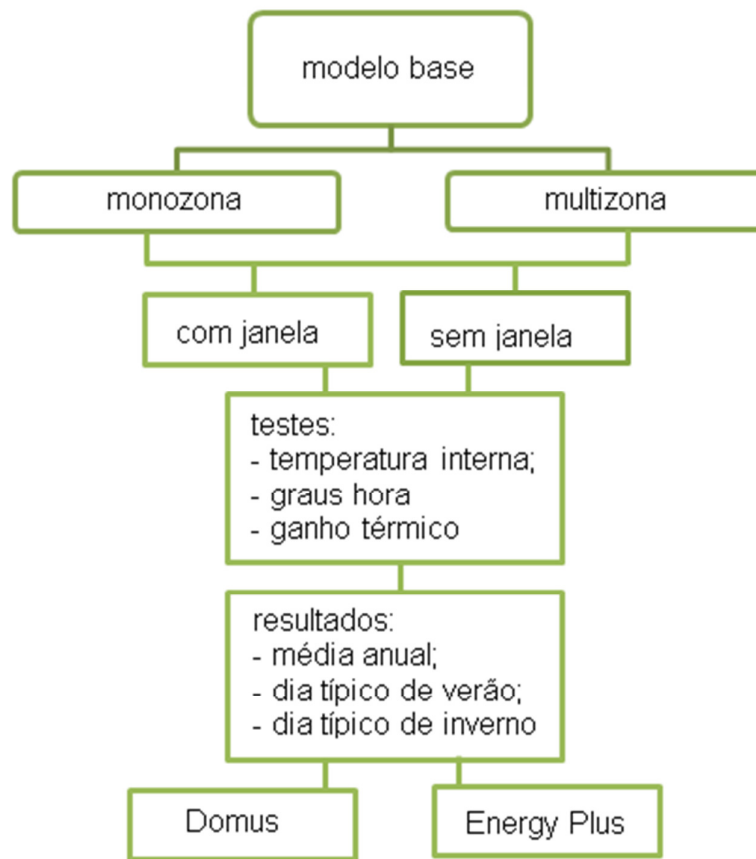 modelo base
monozona
multizona
com janela
sem janela
testes:
- temperatura interna;
- graus hora
- ganho térmico
resultados:
- média anual;
- dia típico de verão;
- dia típico de inverno
Domus
Energy Plus